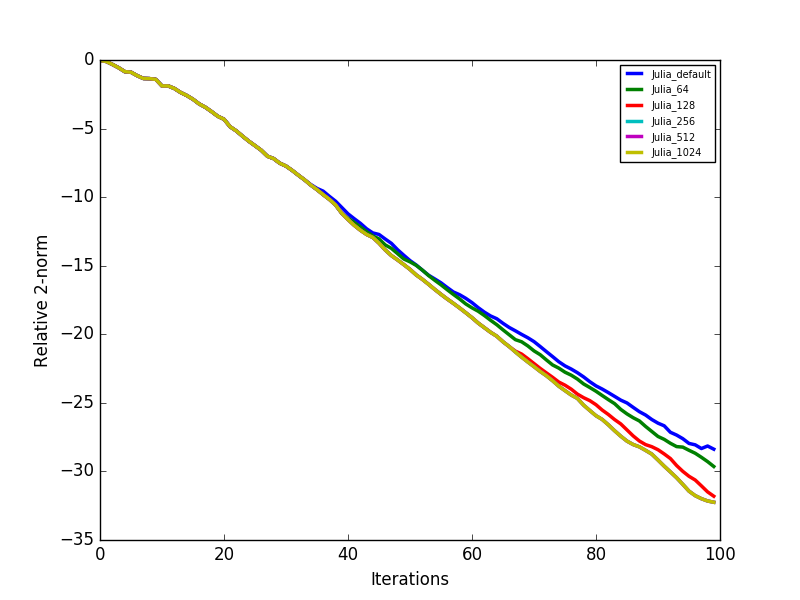 0
−5
−10
−15
−20
−25
−30
−35
Relative 2-norm
0
20
40
60
80
100
Iterations
Julia_default
Julia_64
Julia_128
Julia_256
Julia_512
Julia_1024